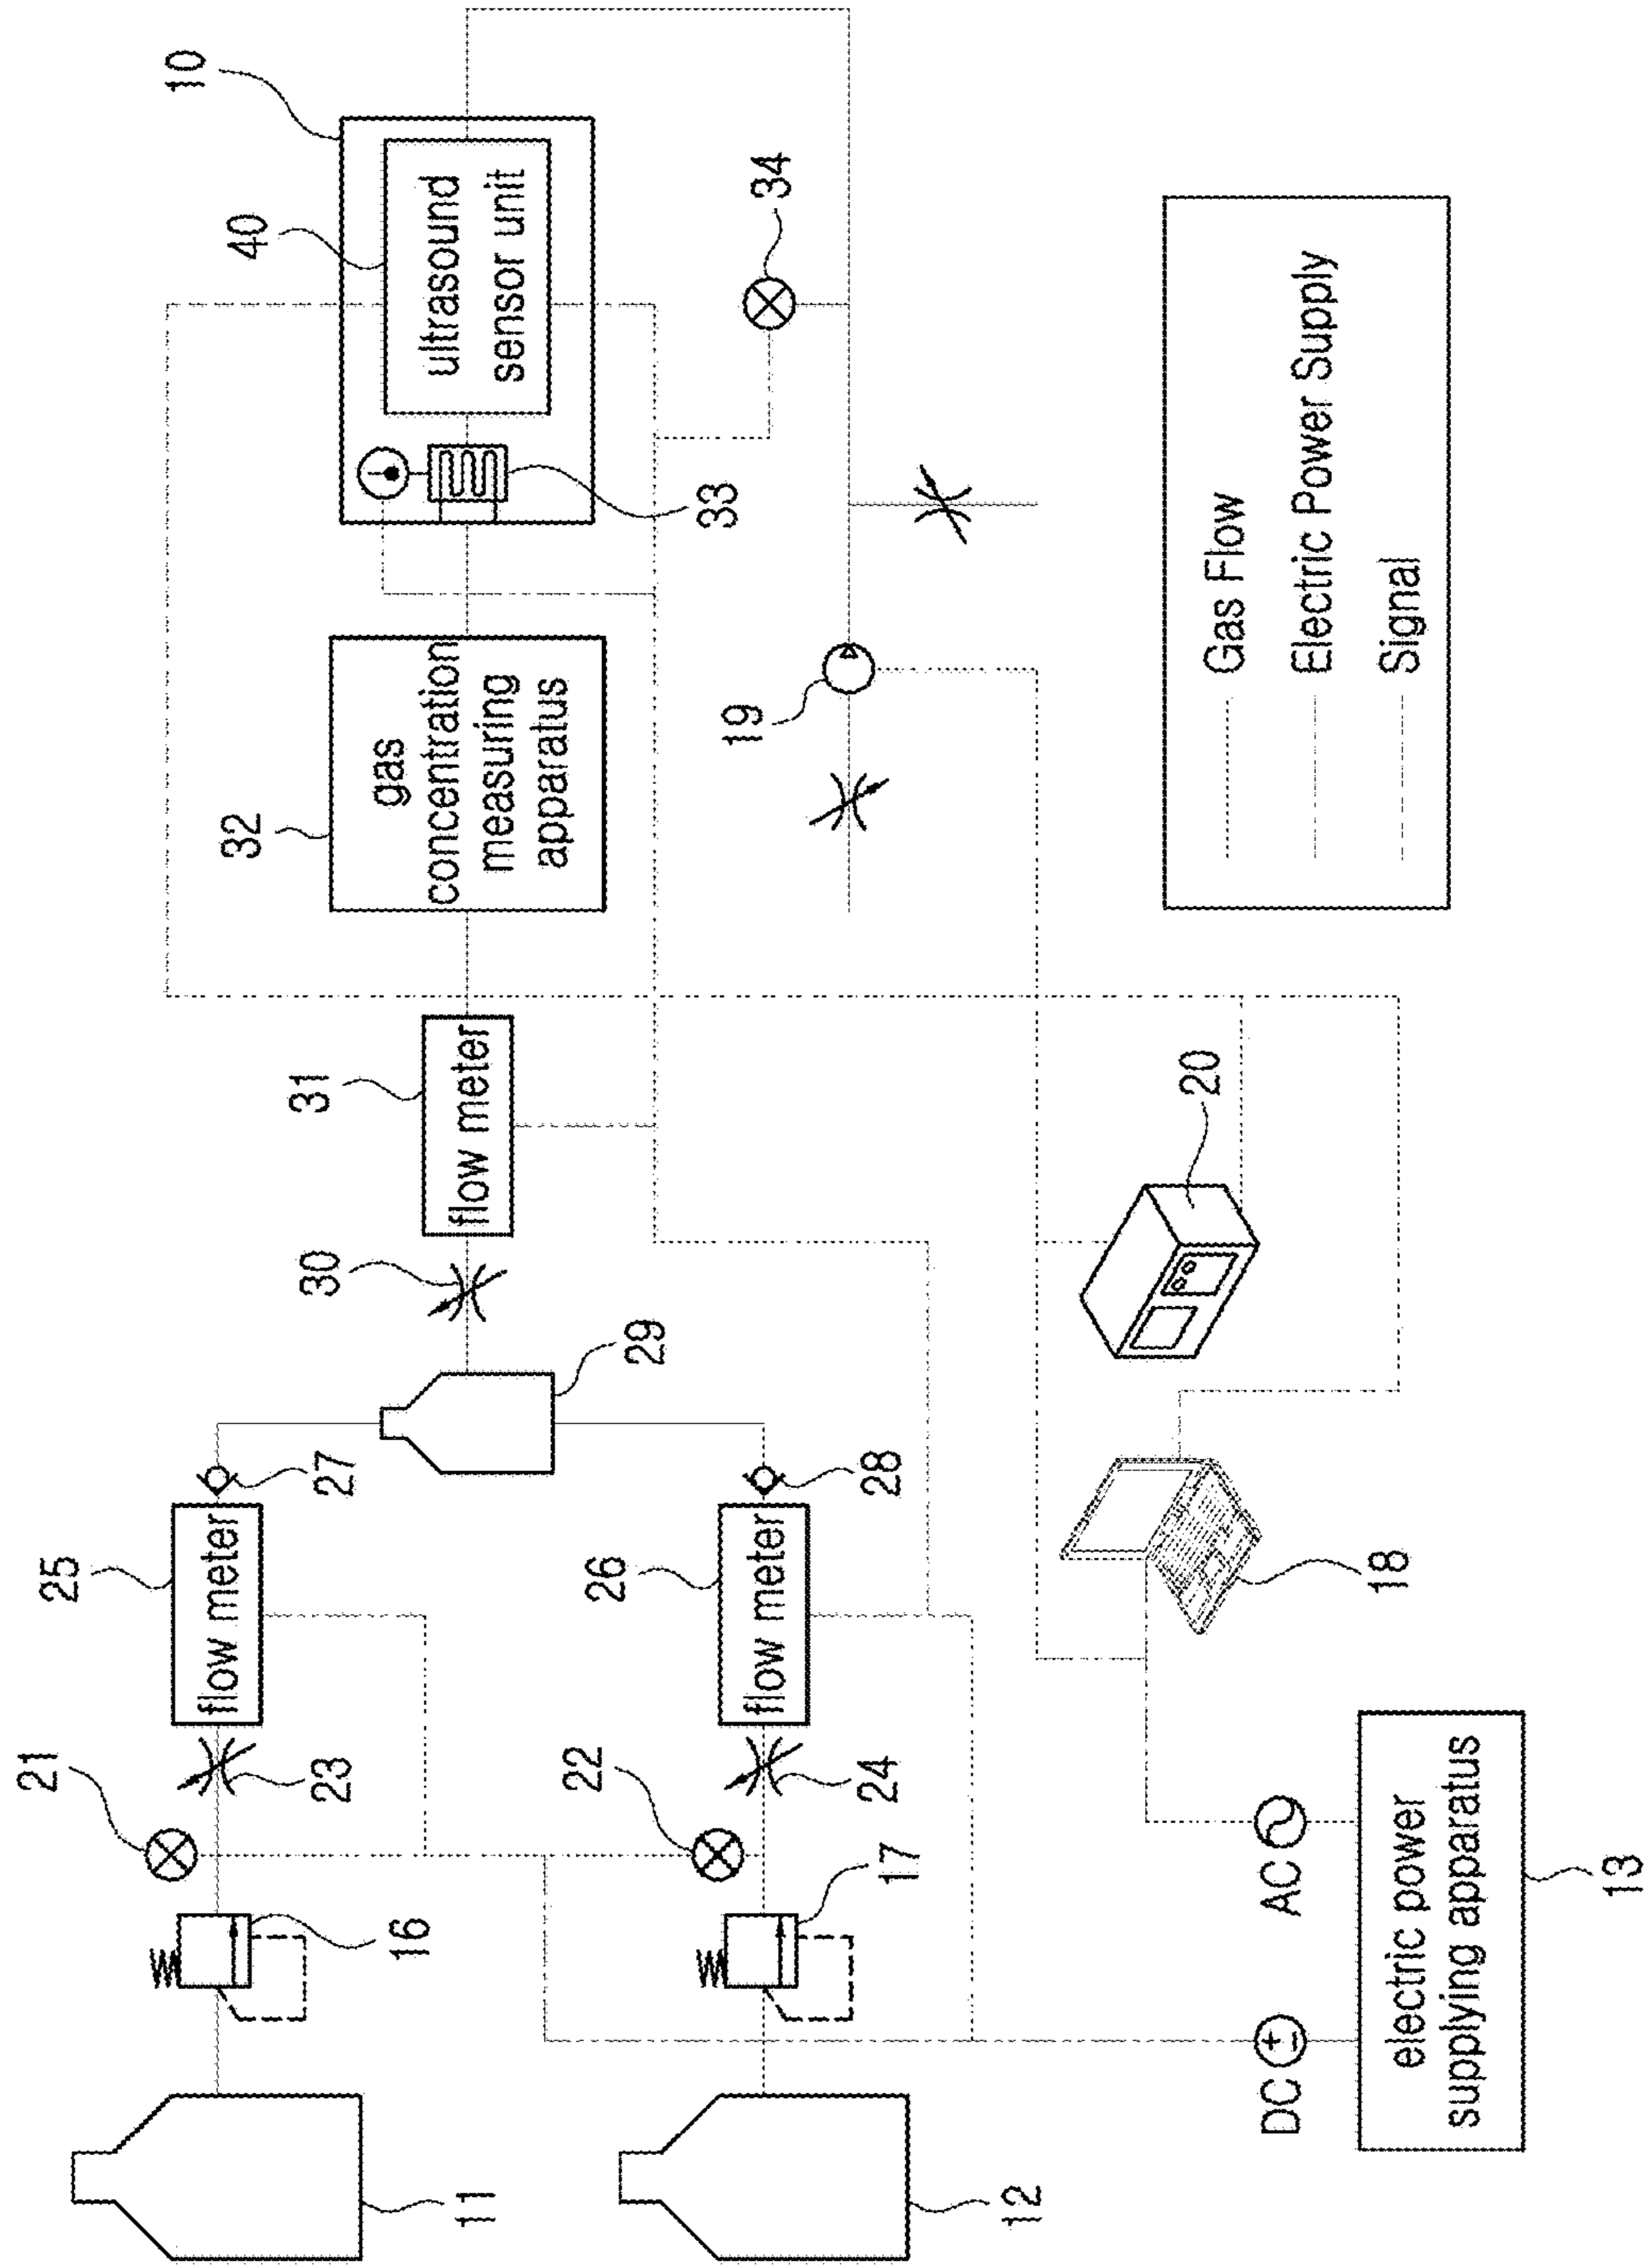 10
40
ultrasound
sensor unit
33
34
32
gas
concentration
measuring
apparatus
31
flow meter
30
29
19
25
flow meter
27
21
23
16
11
26
flow meter
28
22
24
17
12
20
18
AC
DC
electric power
supplying apparatus
13
Gas Flow
Electric Power Supply
Signal